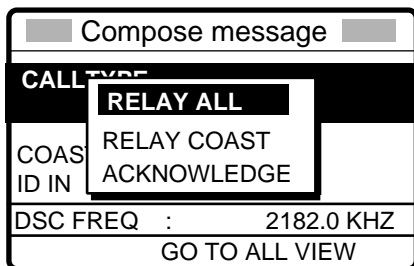 Compose message
CALLTYPE
RELAY ALL
RELAY COAST
COAS
ACKNOWLEDGE
ID IN
DSC FREQ : 2182.0 KHZ
GO TO ALL VIEW